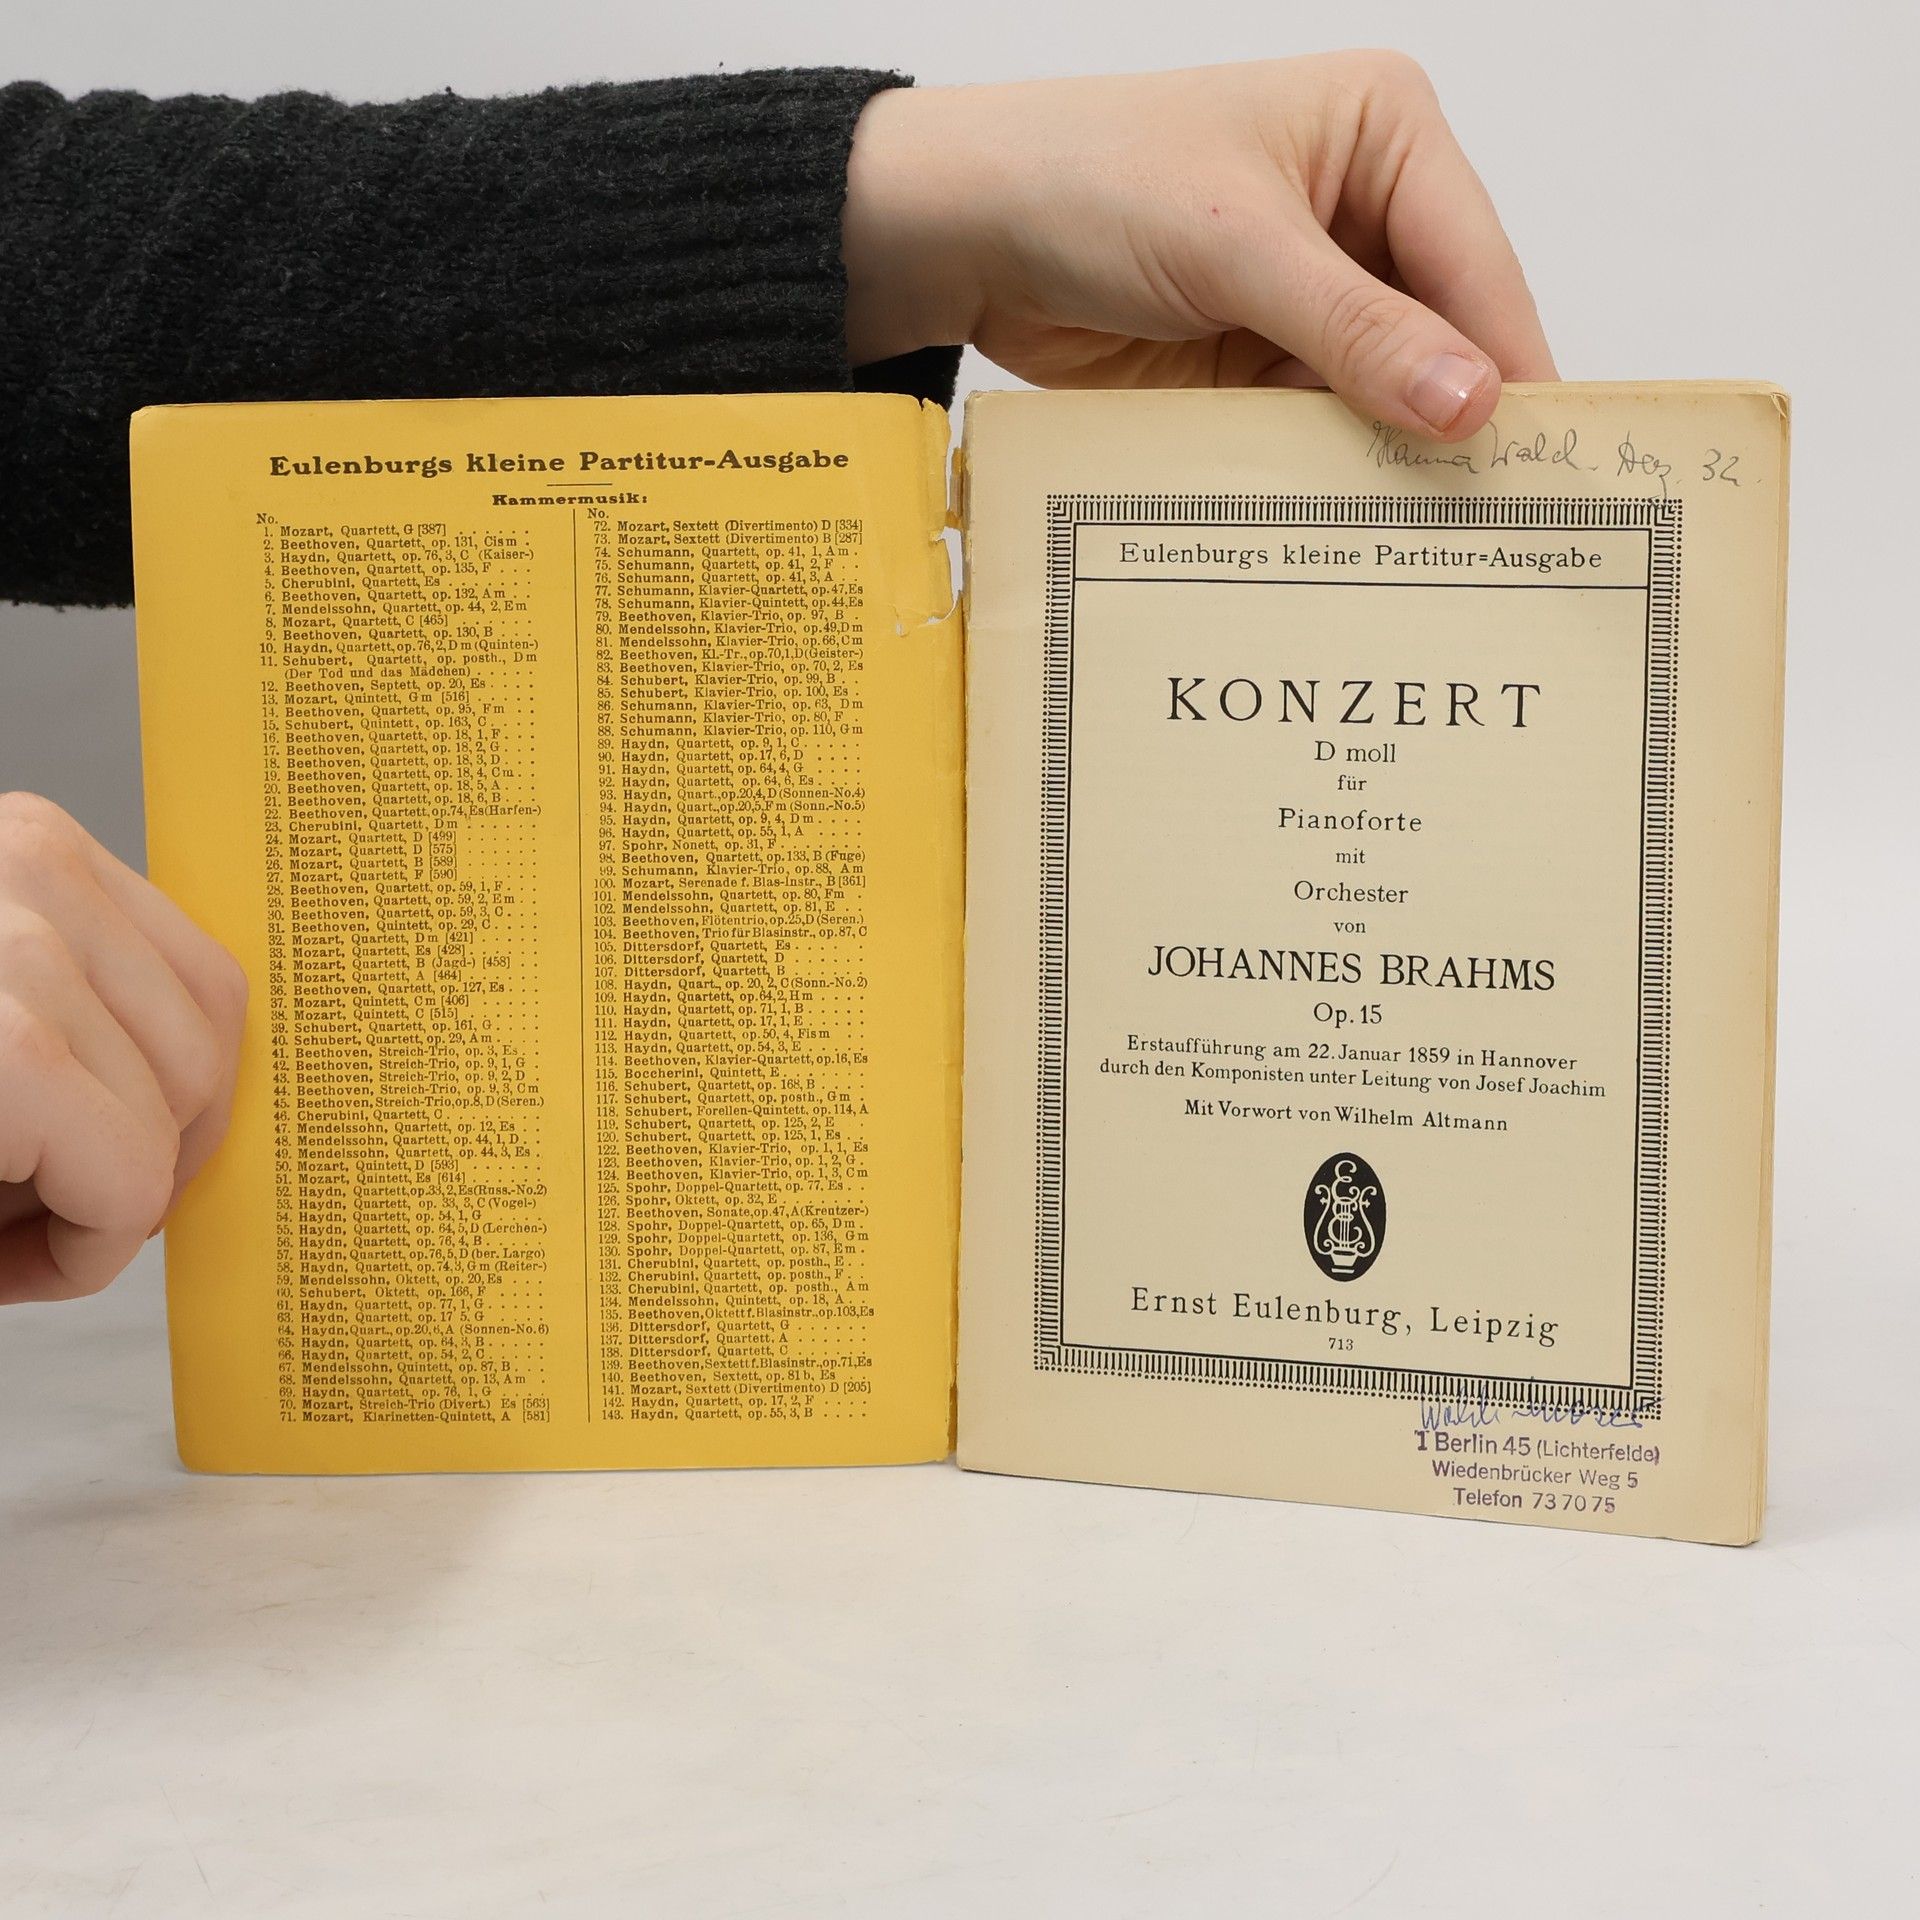 Eulenburgs kleine Partitur-Ausgabe
Kammermusik:
No.
1. Mozart, Quartett, G [387] . . . . . .
2. Beethoven, Quartett, op. 131, Cism .
3. Haydn, Quartett, op. 76, 3, C (Kaiser-)
4. Beethoven, Quartett, op. 135, F . . .
5. Cherubini, Quartett, Es . . . . . . .
6. Beethoven, Quartett, op. 132, Am . .
7. Mendelssohn, Quartett, op. 44, 2, Em
8. Mozart, Quartett, C [465] . . . . . .
9. Beethoven, Quartett, op. 130, B . . .
10. Haydn, Quartett, op. 76, 2, Dm (Quinten-)
11. Schubert, Quartett, op. posth., Dm
(Der Tod und das Mädchen) . . . . .
12. Beethoven, Septett, op. 20, Es . . . .
13. Mozart, Quintett, Gm [516] . . . . .
14. Beethoven, Quartett, op. 95, Fm . .
15. Schubert, Quintett, op. 163, C . . . .
16. Beethoven, Quartett, op. 18, 1, F . . .
17. Beethoven, Quartett, op. 18, 2, G . . .
18. Beethoven, Quartett, op. 18, 3, D . . .
19. Beethoven, Quartett, op. 18, 4, Cm . .
20. Beethoven, Quartett, op. 18, 5, A . . .
21. Beethoven, Quartett, op. 18, 6, B . . .
22. Beethoven, Quartett, op. 74, Es (Harfen-)
23. Cherubini, Quartett, Dm . . . . . .
24. Mozart, Quartett, D [499] . . . . . .
25. Mozart, Quartett, D [575] . . . . . .
26. Mozart, Quartett, B [589] . . . . . .
27. Mozart, Quartett, F [590] . . . . . .
28. Beethoven, Quartett, op. 59, 1, F . . .
29. Beethoven, Quartett, op. 59, 2, Em . .
30. Beethoven, Quartett, op. 59, 3, C . . .
31. Beethoven, Quintett, op. 29, C . . . .
32. Mozart, Quartett, Dm [421] . . . . .
33. Mozart, Quartett, Es [428] . . . . . .
34. Mozart, Quartett, B (Jagd-) [458] . .
35. Mozart, Quartett, A [464] . . . . . .
36. Beethoven, Quartett, op. 127, Es . . .
37. Mozart, Quintett, Cm [406] . . . . .
38. Mozart, Quintett, C [515] . . . . . .
39. Schubert, Quartett, op. 161, G . . . .
40. Schubert, Quartett, op. 29, Am . . . .
41. Beethoven, Streich-Trio, op. 3, Es . .
42. Beethoven, Streich-Trio, op. 9, 1, G .
43. Beethoven, Streich-Trio, op. 9, 2, D .
44. Beethoven, Streich-Trio, op. 9, 3, Cm
45. Beethoven, Streich-Trio, op. 8, D (Seren.)
46. Cherubini, Quartett, C . . . . . . .
47. Mendelssohn, Quartett, op. 12, Es . .
48. Mendelssohn, Quartett, op. 44, 1, D . .
49. Mendelssohn, Quartett, op. 44, 3, Es .
50. Mozart, Quintett, D [593] . . . . . .
51. Mozart, Quintett, Es [614] . . . . . .
52. Haydn, Quartett, op. 33, 2, Es (Russ.-No. 2)
53. Haydn, Quartett, op. 33, 3, C (Vogel-)
54. Haydn, Quartett, op. 54, 1, G . . . .
55. Haydn, Quartett, op. 64, 5, D (Lerchen-)
56. Haydn, Quartett, op. 76, 4, B . . . .
57. Haydn, Quartett, op. 76, 5, D (ber. Largo)
58. Haydn, Quartett, op. 74, 3, Gm (Reiter-)
59. Mendelssohn, Oktett, op. 20, Es . . .
60. Schubert, Oktett, op. 166, F . . . .
61. Haydn, Quartett, op. 77, 1, G . . . .
63. Haydn, Quartett, op. 17 5, G . . . .
64. Haydn, Quart., op. 20, 6, A (Sonnen-No. 6)
65. Haydn, Quartett, op. 64, 3, B . . . .
66. Haydn, Quartett, op. 54, 2, C . . . .
67. Mendelssohn, Quintett, op. 87, B . . .
68. Mendelssohn, Quartett, op. 13, Am .
69. Haydn, Quartett, op. 76, 1, G . . . .
70. Mozart, Streich-Trio (Divert.) Es [563]
71. Mozart, Klarinetten-Quintett, A [581]
No.
72. Mozart, Sextett (Divertimento) D [334]
73. Mozart, Sextett (Divertimento) B [287]
74. Schumann, Quartett, op. 41, 1, Am .
75. Schumann, Quartett, op. 41, 2, F . .
76. Schumann, Quartett, op. 41, 3, A . .
77. Schumann, Klavier-Quartett, op. 47, Es
78. Schumann, Klavier-Quintett, op. 44, Es
79. Beethoven, Klavier-Trio, op. 97, B .
80. Mendelssohn, Klavier-Trio, op. 49, Dm
81. Mendelssohn, Klavier-Trio, op. 66, Cm
82. Beethoven, Kl.-Tr., op. 70, 1, D (Geister-)
83. Beethoven, Klavier-Trio, op. 70, 2, Es
84. Schubert, Klavier-Trio, op. 99, B . .
85. Schubert, Klavier-Trio, op. 100, Es .
86. Schumann, Klavier-Trio, op. 63, Dm
87. Schumann, Klavier-Trio, op. 80, F .
88. Schumann, Klavier-Trio, op. 110, Gm
89. Haydn, Quartett, op. 9, 1, C . . . . .
90. Haydn, Quartett, op. 17, 6, D . . . .
91. Haydn, Quartett, op. 64, 4, G . . . .
92. Haydn, Quartett, op. 64, 6, Es . . . .
93. Haydn, Quart., op. 20, 4, D (Sonnen-No. 4)
94. Haydn, Quart., op. 20, 5, Fm (Sonn.-No. 5)
95. Haydn, Quartett, op. 9, 4, Dm . . . .
96. Haydn, Quartett, op. 55, 1, A . . . .
97. Spohr, Nonett, op. 31, F . . . . . .
98. Beethoven, Quartett, op. 133, B (Fuge)
99. Schumann, Klavier-Trio, op. 88, Am
100. Mozart, Serenade f. Blas-Instr., B [361]
101. Mendelssohn, Quartett, op. 80, Fm .
102. Mendelssohn, Quartett, op. 81, E . .
103. Beethoven, Flötentrio, op. 25, D (Seren.)
104. Beethoven, Trio für Blasinstr., op. 87, C
105. Dittersdorf, Quartett, Es . . . . . .
106. Dittersdorf, Quartett, D . . . . . .
107. Dittersdorf, Quartett, B . . . . . .
108. Haydn, Quart., op. 20, 2, C (Sonn.-No. 2)
109. Haydn, Quartett, op. 64, 2, Hm . . . .
110. Haydn, Quartett, op. 71, 1, B . . . .
111. Haydn, Quartett, op. 17, 1, E . . . .
112. Haydn, Quartett, op. 50, 4, Fism . .
113. Haydn, Quartett, op. 54, 3, E . . . .
114. Beethoven, Klavier-Quartett, op. 16, Es
115. Boccherini, Quintett, E . . . . . . .
116. Schubert, Quartett, op. 168, B . . . .
117. Schubert, Quartett, op. posth., Gm .
118. Schubert, Forellen-Quintett, op. 114, A
119. Schubert, Quartett, op. 125, 2, E . .
120. Schubert, Quartett, op. 125, 1, Es . .
122. Beethoven, Klavier-Trio, op. 1, 1, Es
123. Beethoven, Klavier-Trio, op. 1, 2, G .
124. Beethoven, Klavier-Trio, op. 1, 3, Cm
125. Spohr, Doppel-Quartett, op. 77, Es . .
126. Spohr, Oktett, op. 32, E . . . . . . .
127. Beethoven, Sonate, op. 47, A (Kreutzer-)
128. Spohr, Doppel-Quartett, op. 65, Dm .
129. Spohr, Doppel-Quartett, op. 136, Gm
130. Spohr, Doppel-Quartett, op. 87, Em .
131. Cherubini, Quartett, op. posth., E . .
132. Cherubini, Quartett, op. posth., F . .
133. Cherubini, Quartett, op. posth., Am
134. Mendelssohn, Quintett, op. 18, A . .
135. Beethoven, Oktett f. Blasinstr., op. 103, Es
136. Dittersdorf, Quartett, G . . . . . .
137. Dittersdorf, Quartett, A . . . . . .
138. Dittersdorf, Quartett, C . . . . . .
139. Beethoven, Sextett f. Blasinstr., op. 71, Es
140. Beethoven, Sextett, op. 81b, Es . .
141. Mozart, Sextett (Divertimento) D [205]
142. Haydn, Quartett, op. 17, 2, F . . . .
143. Haydn, Quartett, op. 55, 3, B . . . .
Hanna Walch. Dez. 32.
Eulenburgs kleine Partitur=Ausgabe
KONZERT
D moll
für
Pianoforte
mit
Orchester
von
JOHANNES BRAHMS
Op. 15
Erstaufführung am 22. Januar 1859 in Hannover
durch den Komponisten unter Leitung von Josef Joachim
Mit Vorwort von Wilhelm Altmann
Ernst Eulenburg, Leipzig
713
1 Berlin 45 (Lichterfelde)
Wiedenbrücker Weg 5
Telefon 73 70 75